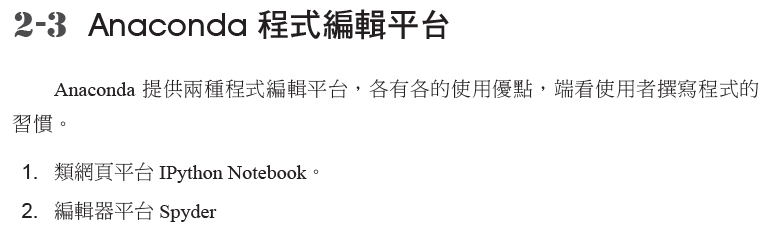 2-3 Anaconda 程式編輯平台
Anaconda 提供兩種程式編輯平台，各有各的使用優點，端看使用者撰寫程式的
習慣。
1. 類網頁平台 IPython Notebook。
2. 編輯器平台 Spyder